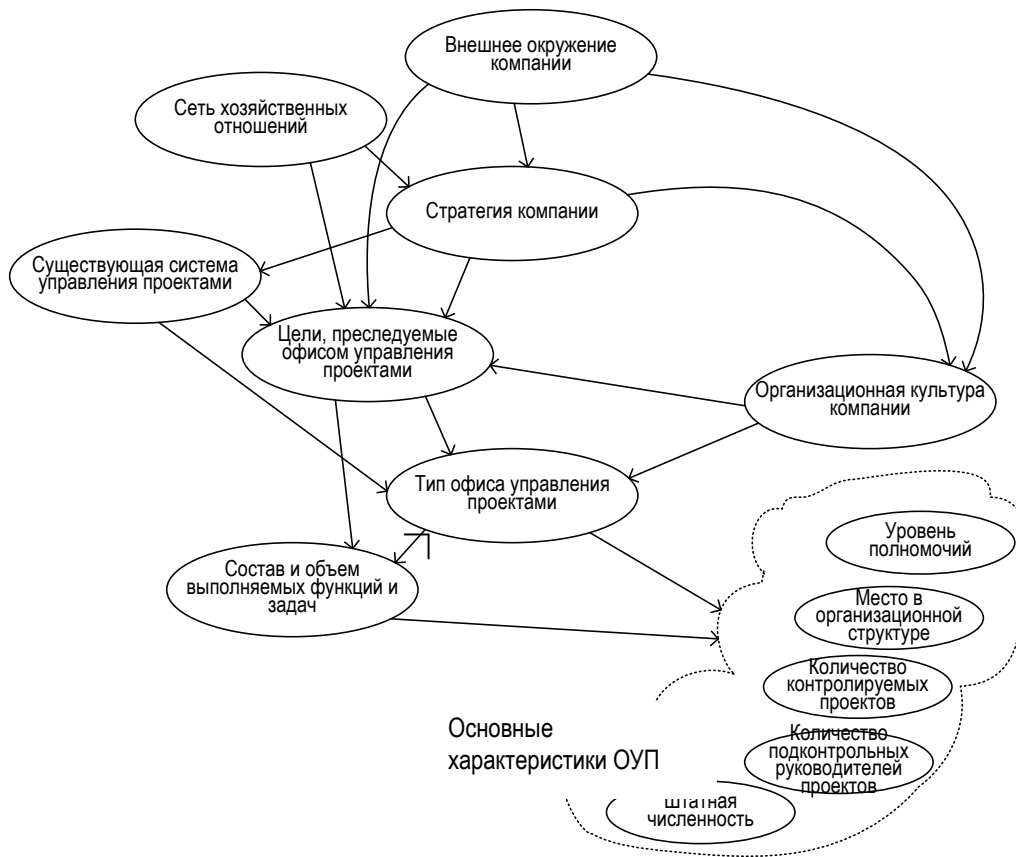 Внешнее окружение
компании
Сеть хозяйственных
отношений
Стратегия компании
Существующая система
управления проектами
Цели, преследуемые
офисом управления
проектами
Организационная культура
компании
Тип офиса управления
проектами
Уровень
полномочий
Состав и объем
выполняемых функций и
задач
Место в
организационной
структуре
Количество
контролируемых
проектов
Основные
характеристики ОУП
Количество
подконтрольных
руководителей
проектов
Штатная
численность